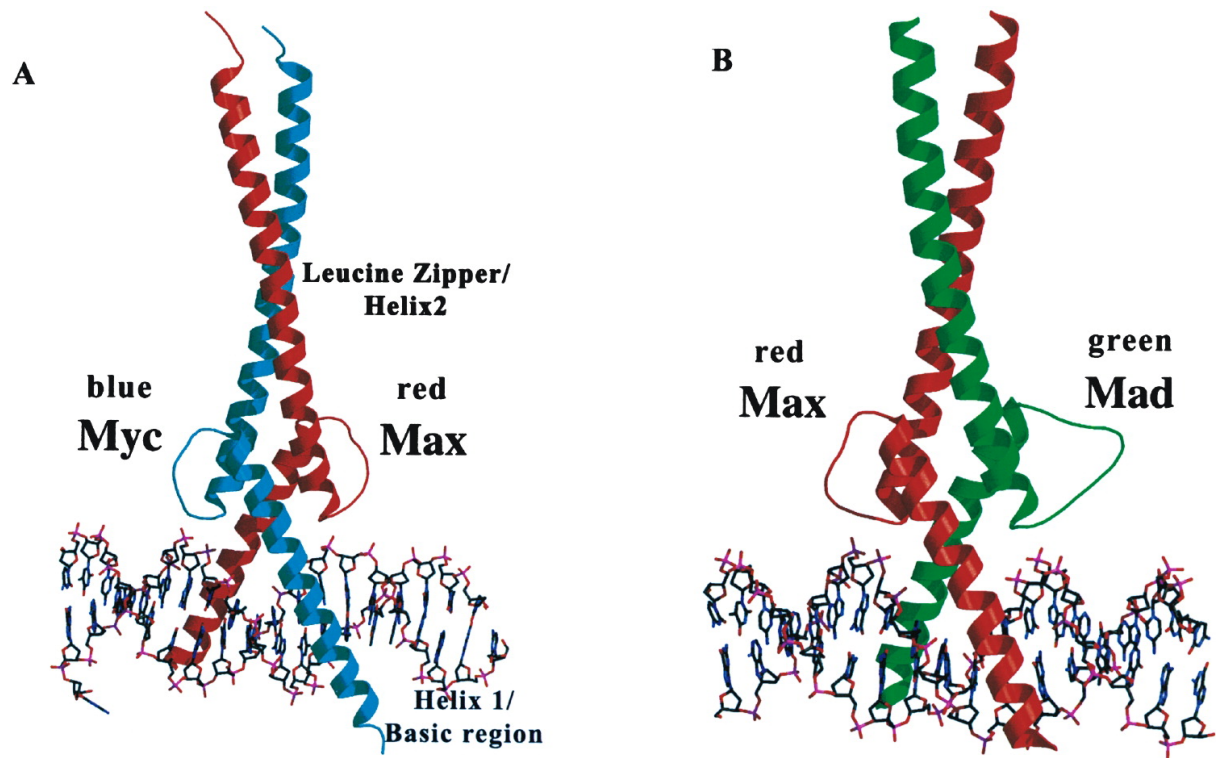 A
Leucine Zipper/
Helix2
blue
Myc
red
Max
Helix 1/
Basic region
B
red
Max
green
Mad